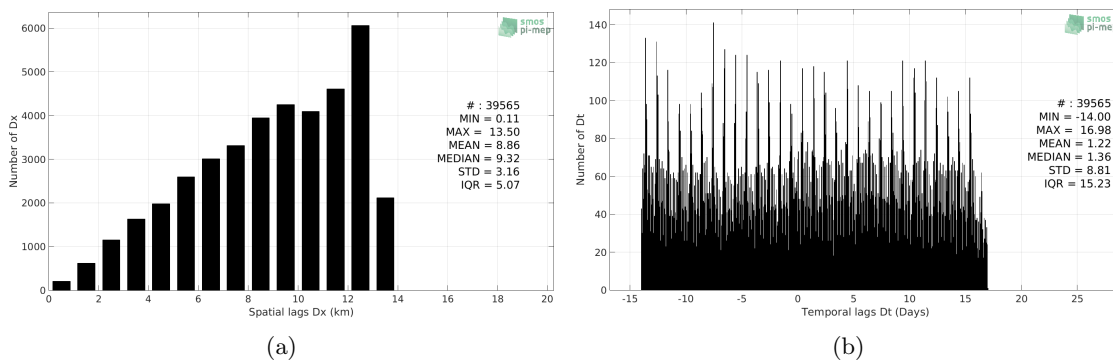 6000
5000
4000
3000
2000
1000
0
Number of Dx
0 2 4 6 8 10 12 14 16 18 20
Spatial lags Dx (km)
smos
pi-mep
# : 39565
MIN = 0.11
MAX = 13.50
MEAN = 8.86
MEDIAN = 9.32
STD = 3.16
IQR = 5.07
(a)
140
120
100
80
60
40
20
0
Number of Dt
-15 -10 -5 0 5 10 15 20 25
Temporal lags Dt (Days)
smos
pi-mep
# : 39565
MIN = -14.00
MAX = 16.98
MEAN = 1.22
MEDIAN = 1.36
STD = 8.81
IQR = 15.23
(b)